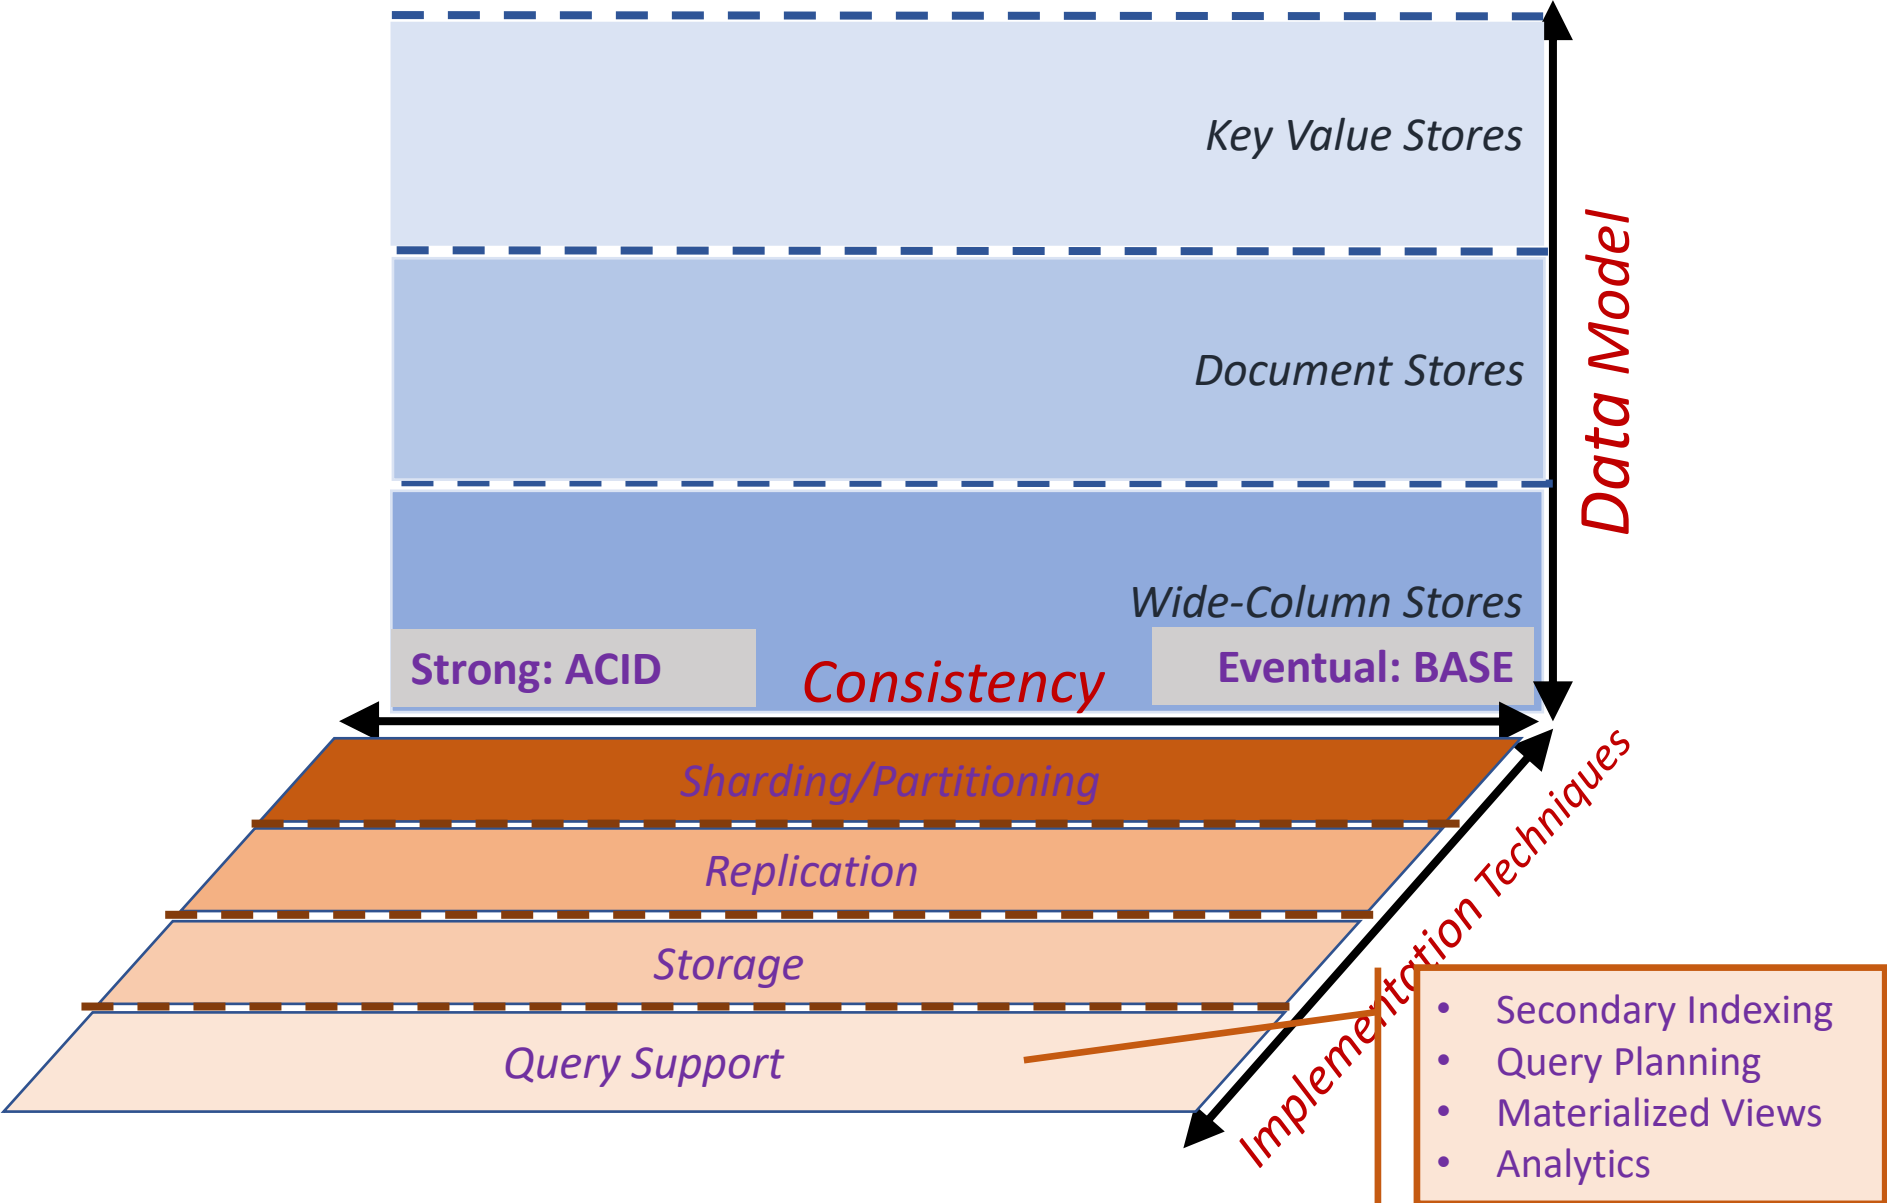 Key Value Stores
Document Stores
Data Model
Wide-Column Stores
Strong: ACID
Consistency
Eventual: BASE
Sharding/Partitioning
Replication
Storage
Query Support
Implementation Techniques
• Secondary Indexing
• Query Planning
• Materialized Views
• Analytics